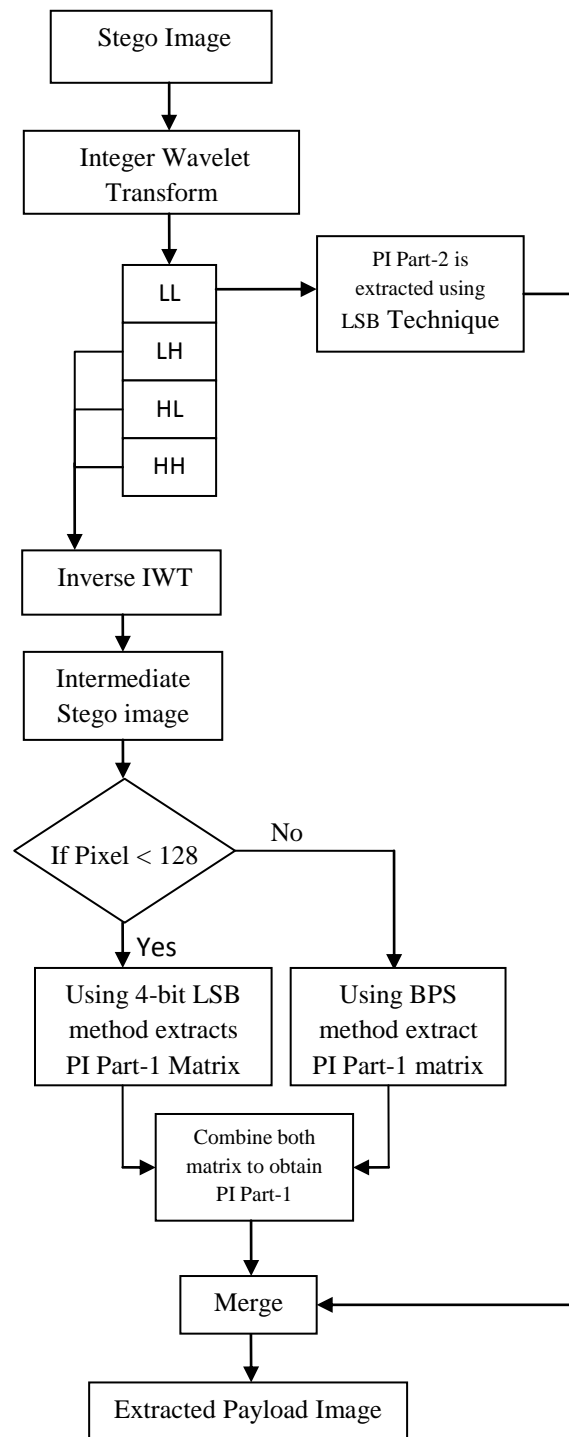 Stego Image
Integer Wavelet
Transform
LL
PI Part-2 is
extracted using
LSB Technique
LH
HL
HH
Inverse IWT
Intermediate
Stego image
If Pixel < 128
No
Yes
Using 4-bit LSB
method extracts
PI Part-1 Matrix
Using BPS
method extract
PI Part-1 matrix
Combine both
matrix to obtain
PI Part-1
Merge
Extracted Payload Image